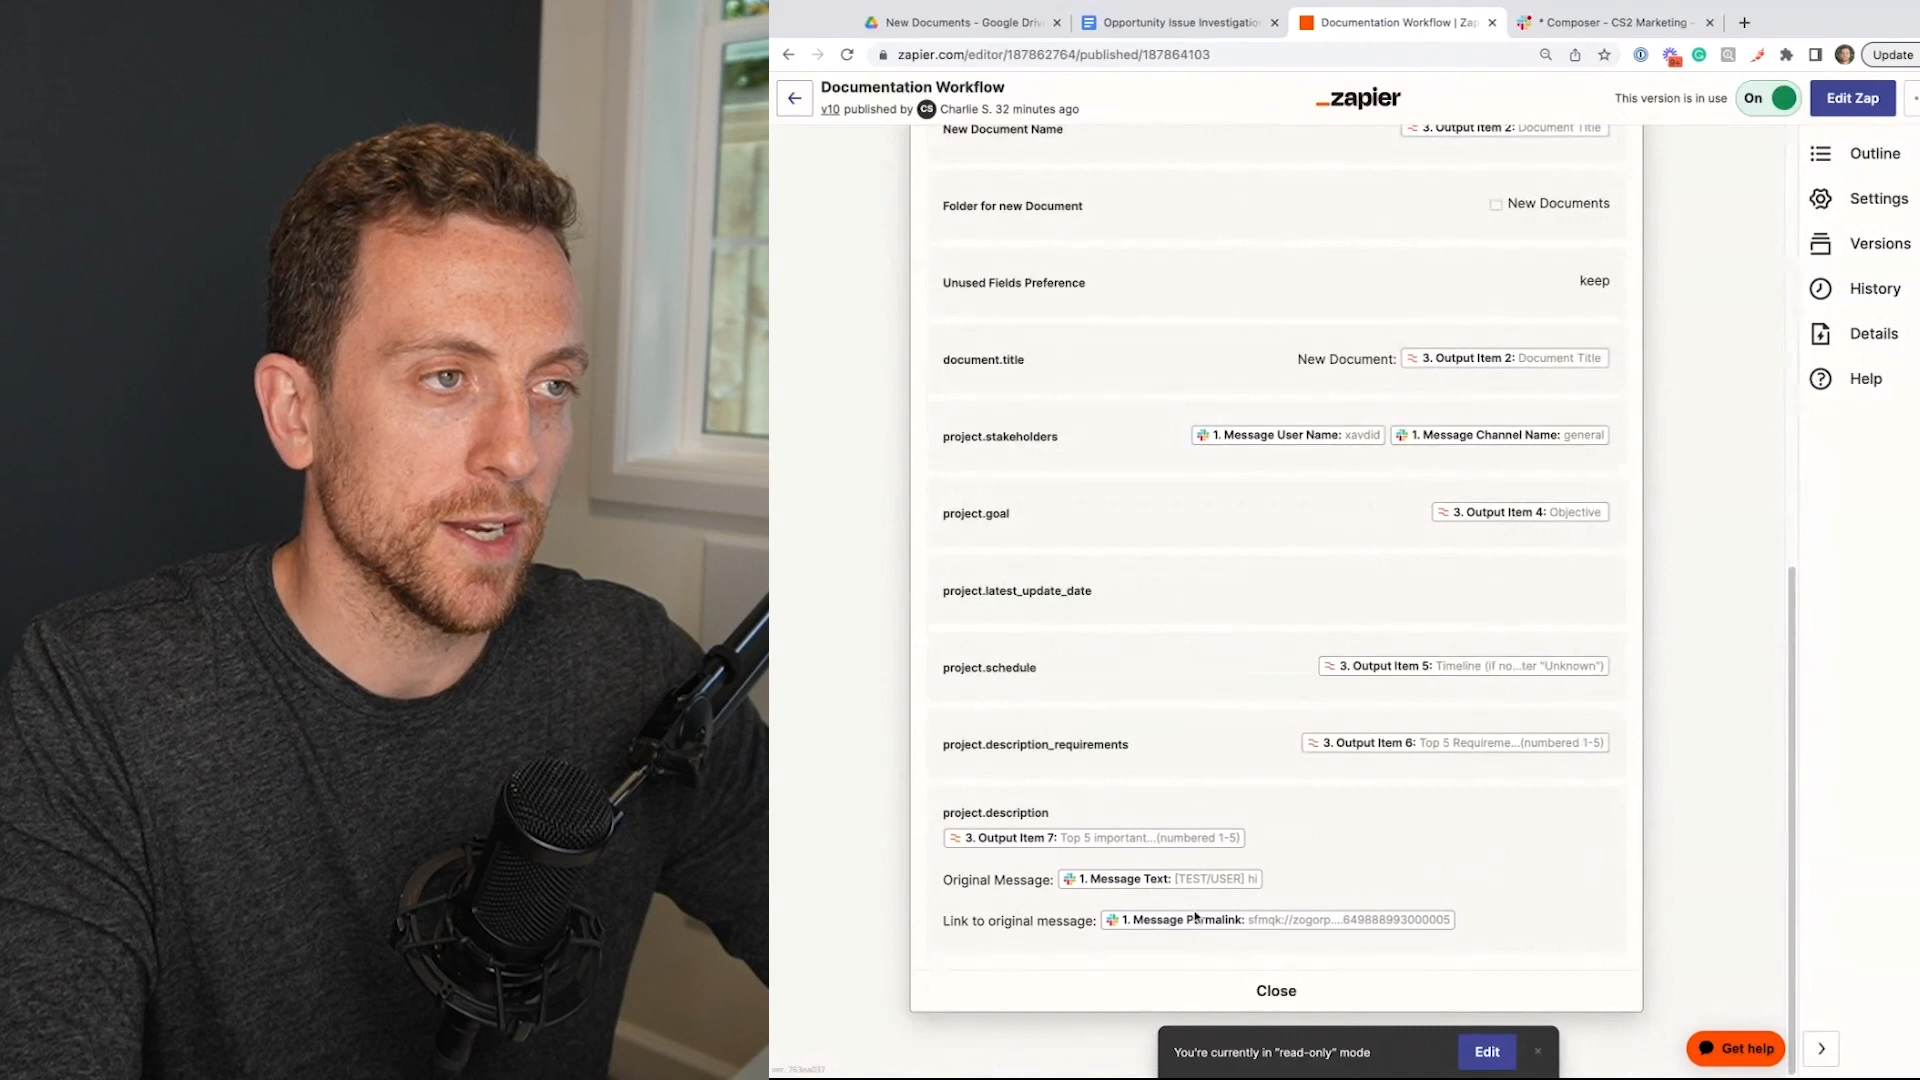 New Documents - Google Driv
Opportunity Issue Investigatio
Documentation Workflow | Zap
* Composer - CS2 Marketing -
zapier.com/editor/187862764/published/187864103
9+
Update
Documentation Workflow
v10 published by CS Charlie S. 32 minutes ago
zapier
This version is in use
On
Edit Zap
New Document Name
3. Output Item 2: Document Title
Folder for new Document
New Documents
Unused Fields Preference
keep
document.title
New Document: 3. Output Item 2: Document Title
project.stakeholders
1. Message User Name: xavdid 1. Message Channel Name: general
project.goal
3. Output Item 4: Objective
project.latest_update_date
project.schedule
3. Output Item 5: Timeline (if no...ter "Unknown")
project.description_requirements
3. Output Item 6: Top 5 Requireme...(numbered 1-5)
project.description
3. Output Item 7: Top 5 important...(numbered 1-5)
Original Message: 1. Message Text: [TEST/USER] hi
Link to original message: 1. Message Permalink: sfmqk://zogorp....649888993000005
Close
You're currently in "read-only" mode
Edit
Outline
Settings
Versions
History
Details
Help
Get help